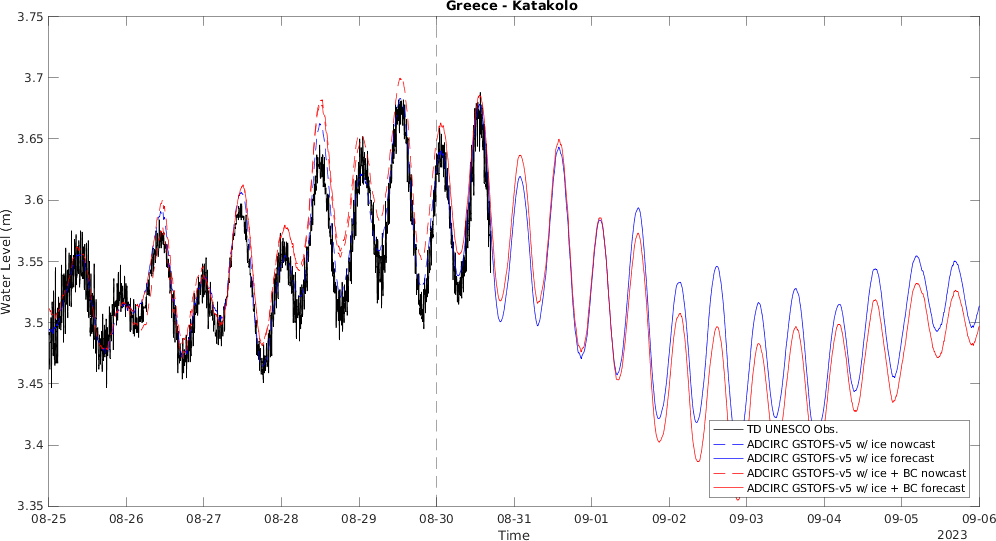 Greece - Katakolo
3.75
3.7
3.65
3.6
3.55
3.5
3.45
3.4
3.35
Water Level (m)
TD UNESCO Obs.
ADCIRC GSTOFS-v5 w/ ice nowcast
ADCIRC GSTOFS-v5 w/ ice forecast
ADCIRC GSTOFS-v5 w/ ice + BC nowcast
ADCIRC GSTOFS-v5 w/ ice + BC forecast
08-25 08-26 08-27 08-28 08-29 08-30 08-31 09-01 09-02 09-03 09-04 09-05 09-06
Time
2023